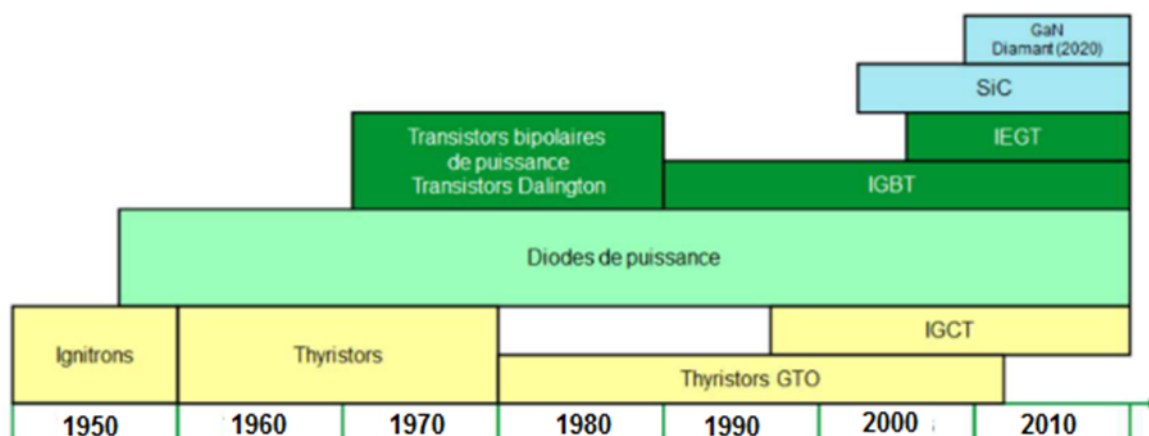 GaN
Diamant (2020)
SiC
Transistors bipolaires
de puissance
Transistors Dalington
IEGT
IGBT
Diodes de puissance
Ignitrons
Thyristors
IGCT
Thyristors GTO
1950 1960 1970 1980 1990 2000 2010